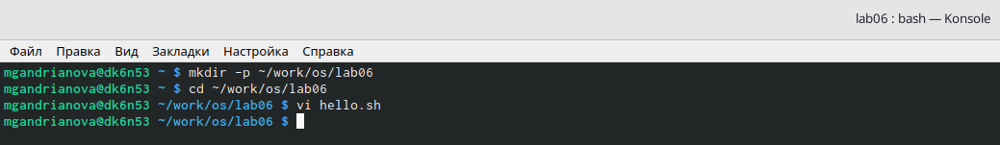 lab06 : bash — Konsole
Файл Правка Вид Закладки Настройка Справка
mgandrianova@dk6n53 ~ $ mkdir -p ~/work/os/lab06
mgandrianova@dk6n53 ~ $ cd ~/work/os/lab06
mgandrianova@dk6n53 ~/work/os/lab06 $ vi hello.sh
mgandrianova@dk6n53 ~/work/os/lab06 $